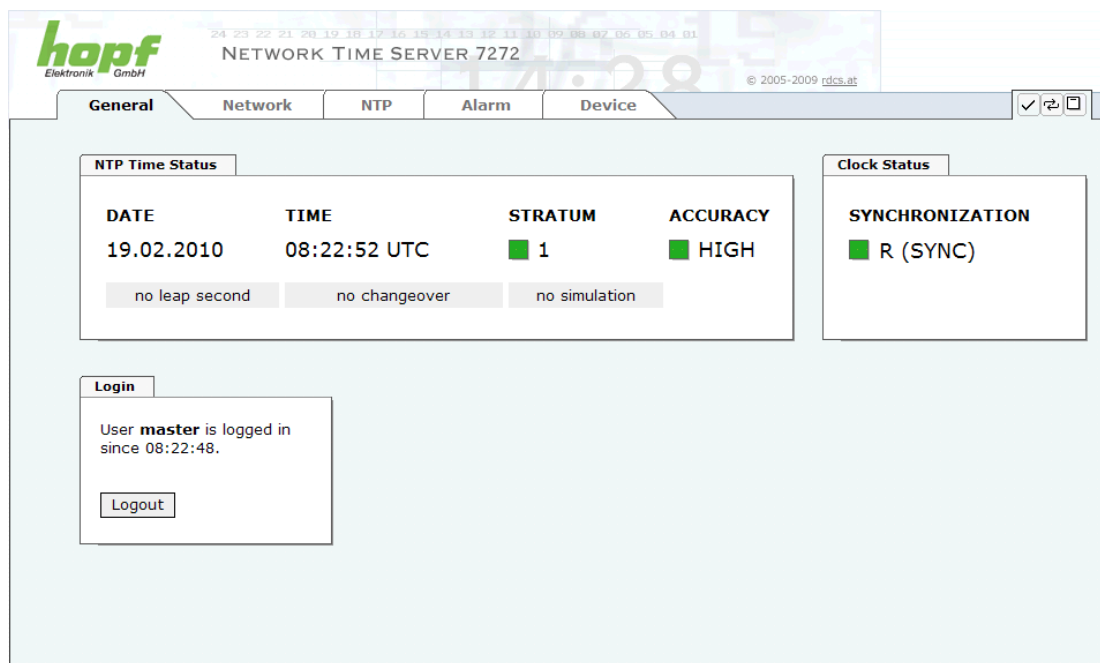 hopf
Elektronik GmbH
24 23 22 21 20 19 18 17 16 15 14 13 12 11 10 09 08 07 06 05 04 01
NETWORK TIME SERVER 7272
14:28
© 2005-2009 rdcs.at
General Network NTP Alarm Device
NTP Time Status
Clock Status
DATE TIME STRATUM ACCURACY
SYNCHRONIZATION
19.02.2010 08:22:52 UTC 1 HIGH
R (SYNC)
no leap second no changeover no simulation
Login
User master is logged in
since 08:22:48.
Logout